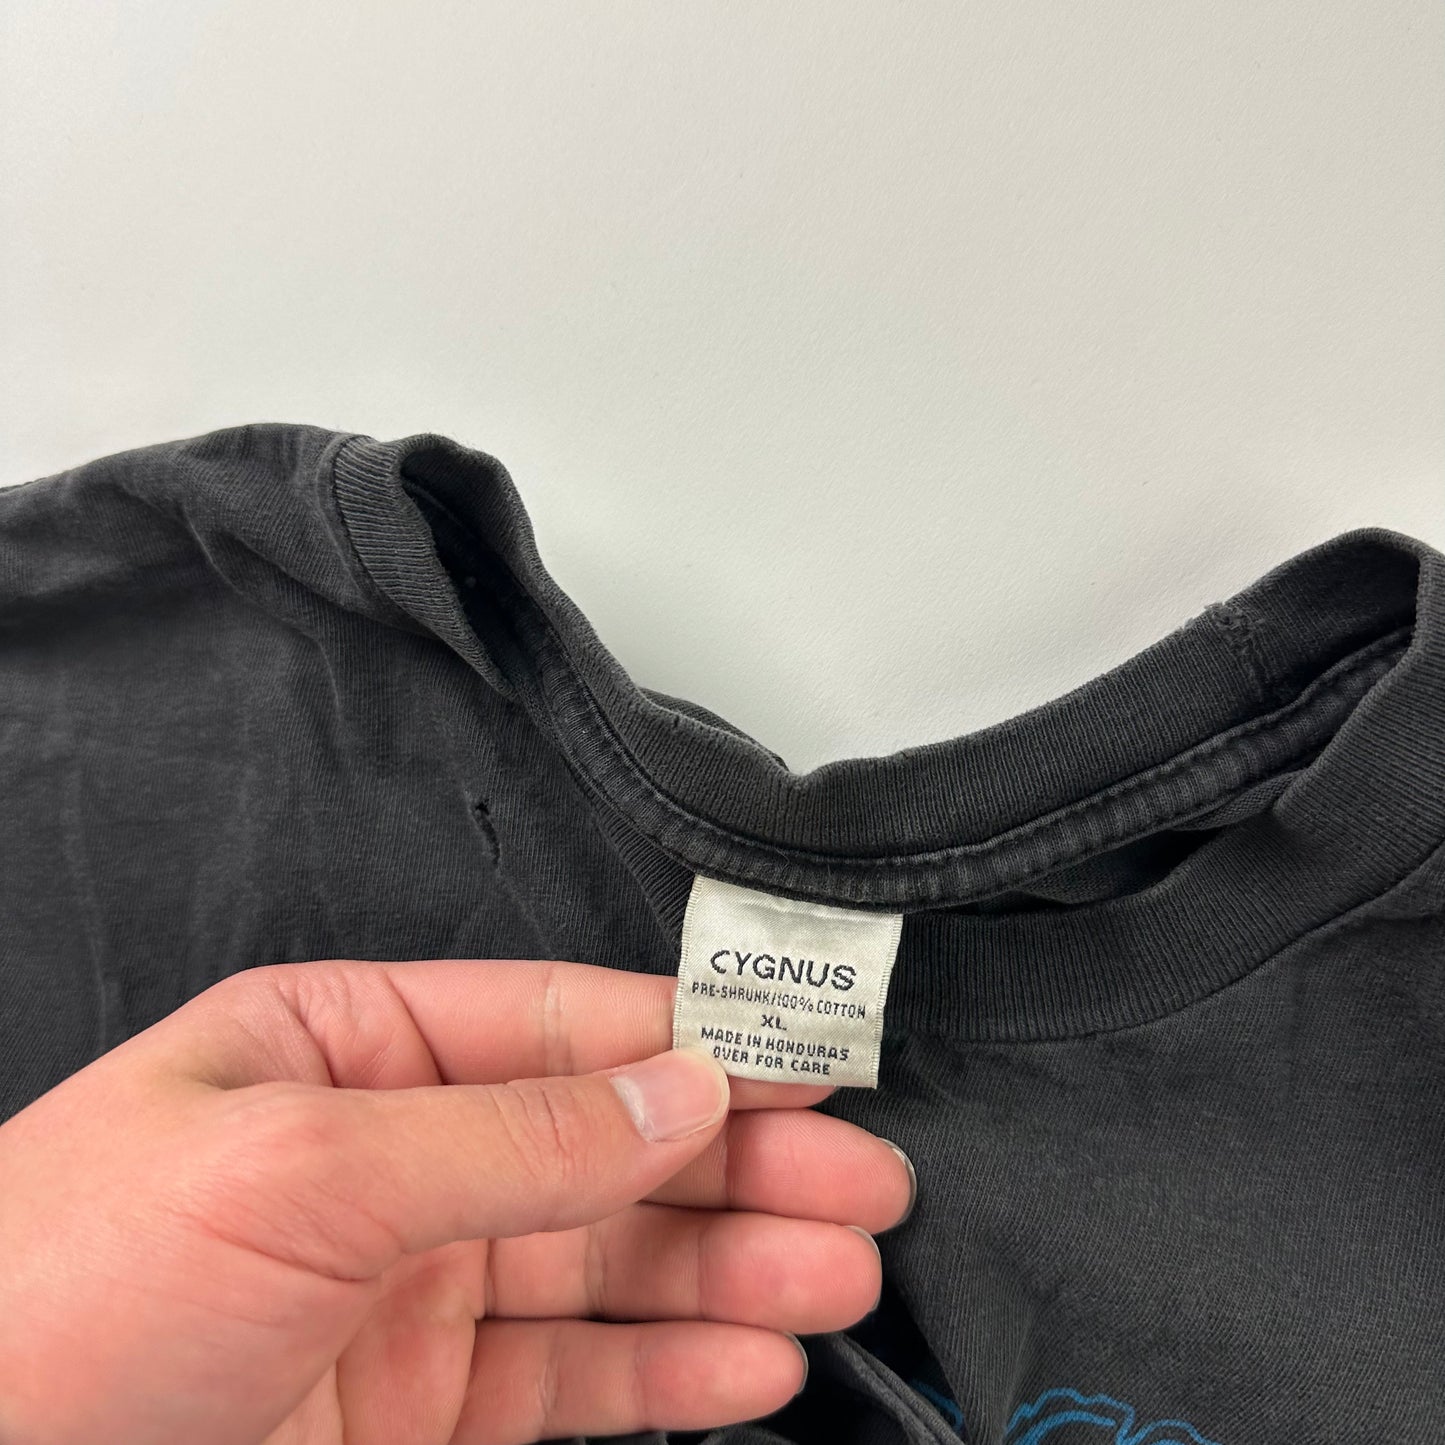 CYGNUS
PRE-SHRUNK/100% COTTON
XL
MADE IN HONDURAS
OVER FOR CARE